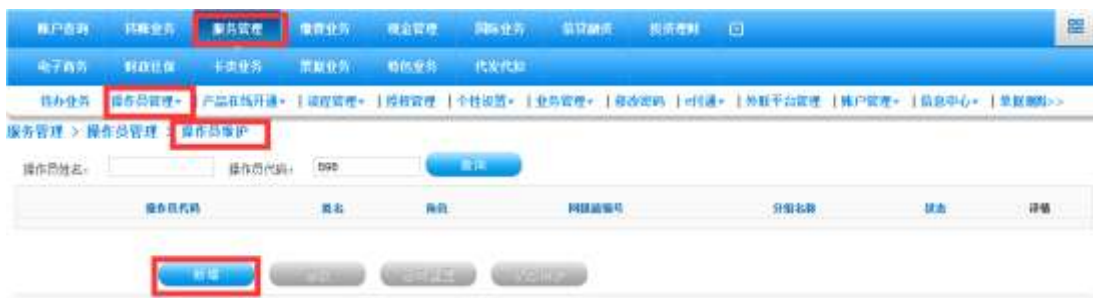 账户查询 转账业务 服务管理 缴费业务 现金管理 国际业务 信贷融资 投资理财
电子商务 财政社保 卡类业务 票据业务 特色业务 代发代扣
待办业务 操作员管理 | 产品在线开通 | 流程管理 | 授权管理 | 个性设置 | 业务管理 | 修改密码 | e付通 | 外联平台管理 | 账户管理 | 信息中心 | 单据
服务管理 > 操作员管理 > 操作员维护
操作员姓名: 操作员代码: 查询
操作员代码 姓名 角色 网银盾编号 分组名称 状态 详情
新增